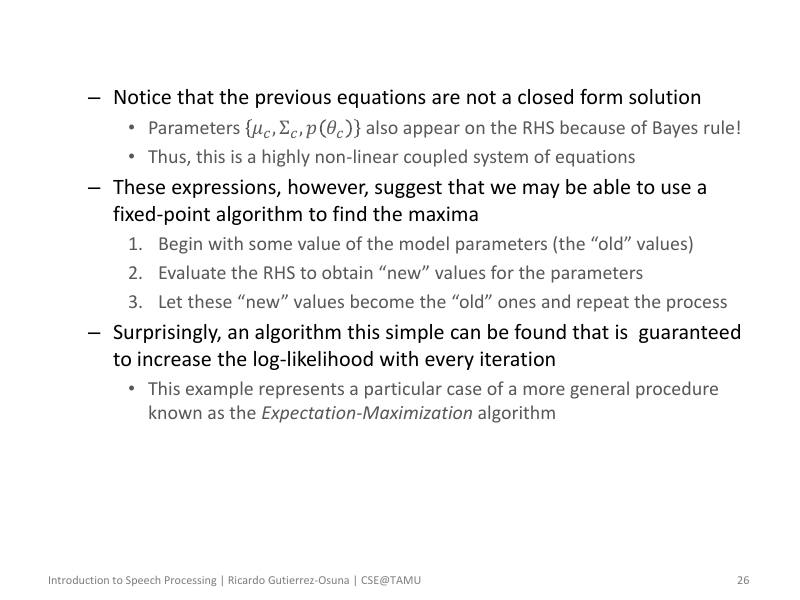 – Notice that the previous equations are not a closed form solution
• Parameters {μ_c, Σ_c, p(θ_c)} also appear on the RHS because of Bayes rule!
• Thus, this is a highly non-linear coupled system of equations
– These expressions, however, suggest that we may be able to use a
fixed-point algorithm to find the maxima
1. Begin with some value of the model parameters (the “old” values)
2. Evaluate the RHS to obtain “new” values for the parameters
3. Let these “new” values become the “old” ones and repeat the process
– Surprisingly, an algorithm this simple can be found that is  guaranteed
to increase the log-likelihood with every iteration
• This example represents a particular case of a more general procedure
known as the Expectation-Maximization algorithm
Introduction to Speech Processing | Ricardo Gutierrez-Osuna | CSE@TAMU 26